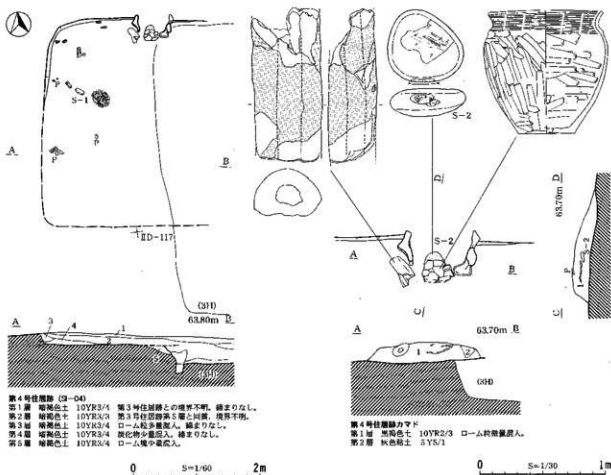 S-1
P
P
P
A
B
ⅡD-117
(3H)
63.80m
A
B
3
4
1
2
5
(3H)
第4号住居跡 (SI-04)
第1層 暗褐色土 10YR3/4 第3号住居跡との境界不明。締まりなし。
第2層 暗褐色土 10YR3/3 第3号住居跡第5層と同質、境界不明。
第3層 暗褐色土 10YR3/4 ローム粒多量混入。締まりなし。
第4層 暗褐色土 10YR3/4 炭化物少量混入。締まりなし。
第5層 暗褐色土 10YR3/4 ローム塊少量混入。
0 S=1/60 2m
S-2
D
S-2
A
B
C
D
63.70m
P
1
S-2
C
A
63.70m B
1
2
(3H)
第4号住居跡カマド
第1層 黒褐色土 10YR2/3 ローム粒微量混入。
第2層 灰色粘土 5Y5/1
0 S=1/30 1m